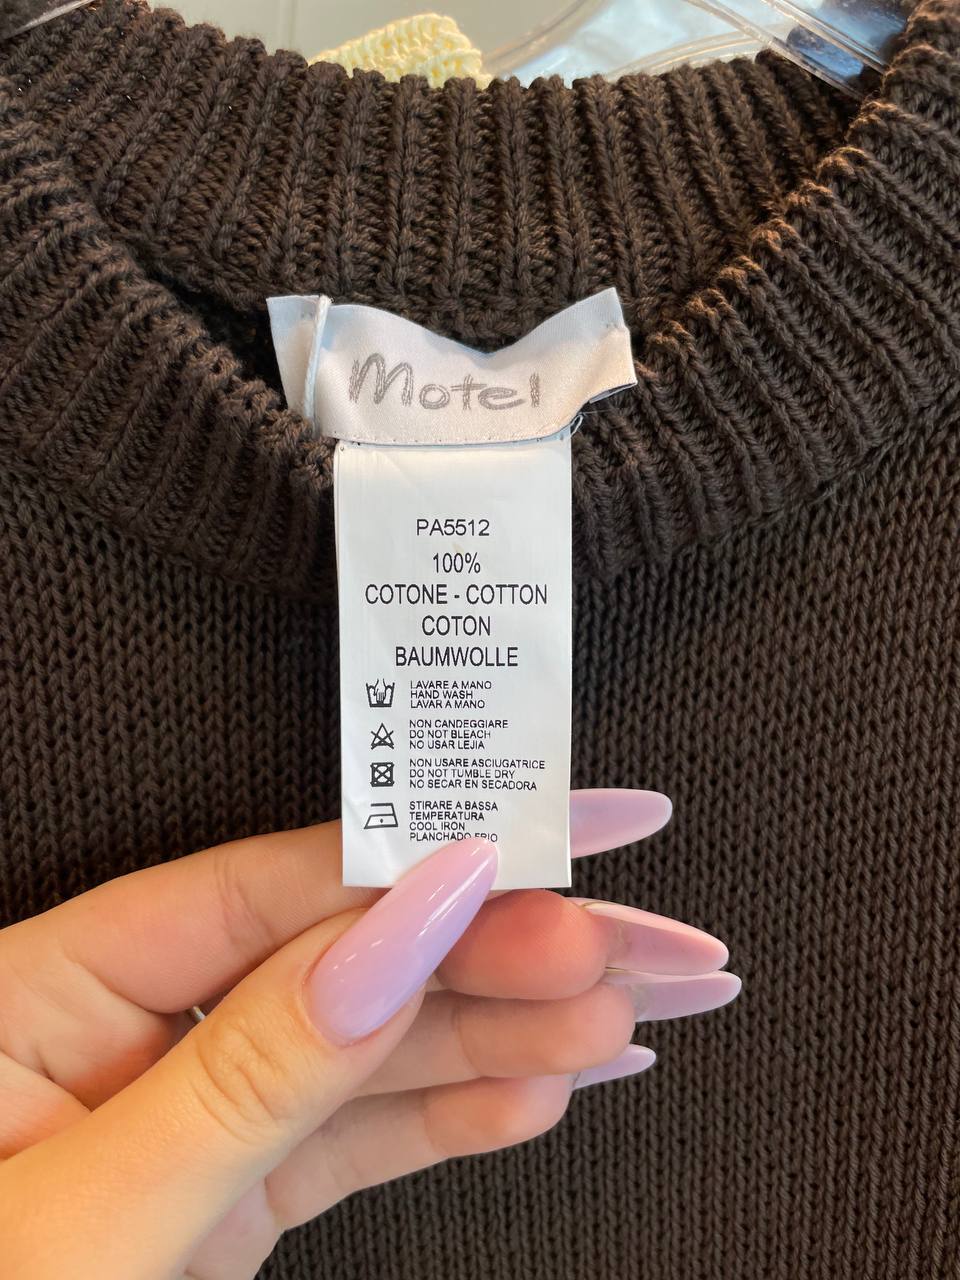 Motel
PA5512
100%
COTONE - COTTON
COTON
BAUMWOLLE
LAVARE A MANO
HAND WASH
LAVAR A MANO
NON CANDEGGIARE
DO NOT BLEACH
NO USAR LEJIA
NON USARE ASCIUGATRICE
DO NOT TUMBLE DRY
NO SECAR EN SECADORA
STIRARE A BASSA
TEMPERATURA
COOL IRON
PLANCHADO FRIO